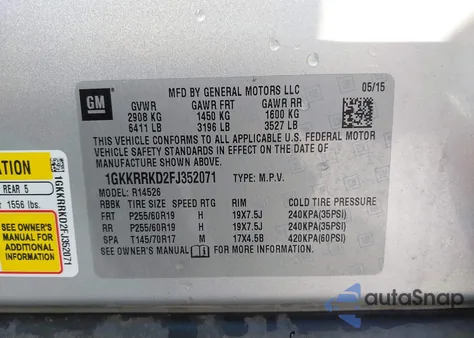 GM
MFD BY GENERAL MOTORS LLC
05/15
GVWR GAWR FRT GAWR RR
2908 KG 1450 KG 1600 KG
6411 LB 3196 LB 3527 LB
THIS VEHICLE CONFORMS TO ALL APPLICABLE U.S. FEDERAL MOTOR
VEHICLE SAFETY, BUMPER, AND THEFT PREVENTION
STANDARDS IN EFFECT ON THE DATE OF
MANUFACTURE SHOWN ABOVE.
1GKKRRKD2FJ352071 TYPE: M.P.V.
MODEL: R14526
RBBK TIRE SIZE SPEED RTG RIM COLD TIRE PRESSURE
FRT P255/60R19 H 19X7.5J 240KPA(35PSI)
RR P255/60R19 H 19X7.5J 240KPA(35PSI)
SPA T145/70R17 M 17X4.5B 420KPA(60PSI)
SEE OWNER'S MANUAL FOR MORE INFORMATION.
ATION
REAR 5
1556 lbs.
SEE OWNER'S
MANUAL FOR
ADDITIONAL
INFORMATION
1GKKRRKD2FJ352071
autoSnap